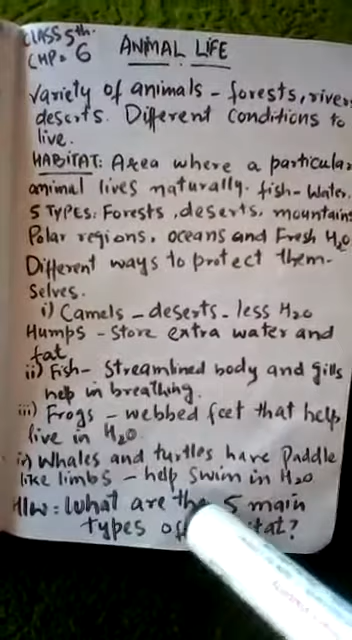 CLASS 5th.
CHP= 6
ANIMAL LIFE
Variety of animals - forests, rivers
deserts. Different conditions to
live.
HABITAT: Area where a particular
animal lives naturally. fish- Water.
5 TYPES: Forests, deserts, mountains
Polar regions, oceans and Fresh H2O
Different ways to protect them-
selves.
i) Camels - deserts - less H2O
Humps - Store extra water and
fat
ii) Fish- Streamlined body and gills
help in breathing.
iii) Frogs - webbed feet that help
live in H2O.
iv) Whales and turtles have Paddle
like limbs - help swim in H2O
H/W: What are the 5 main
types of